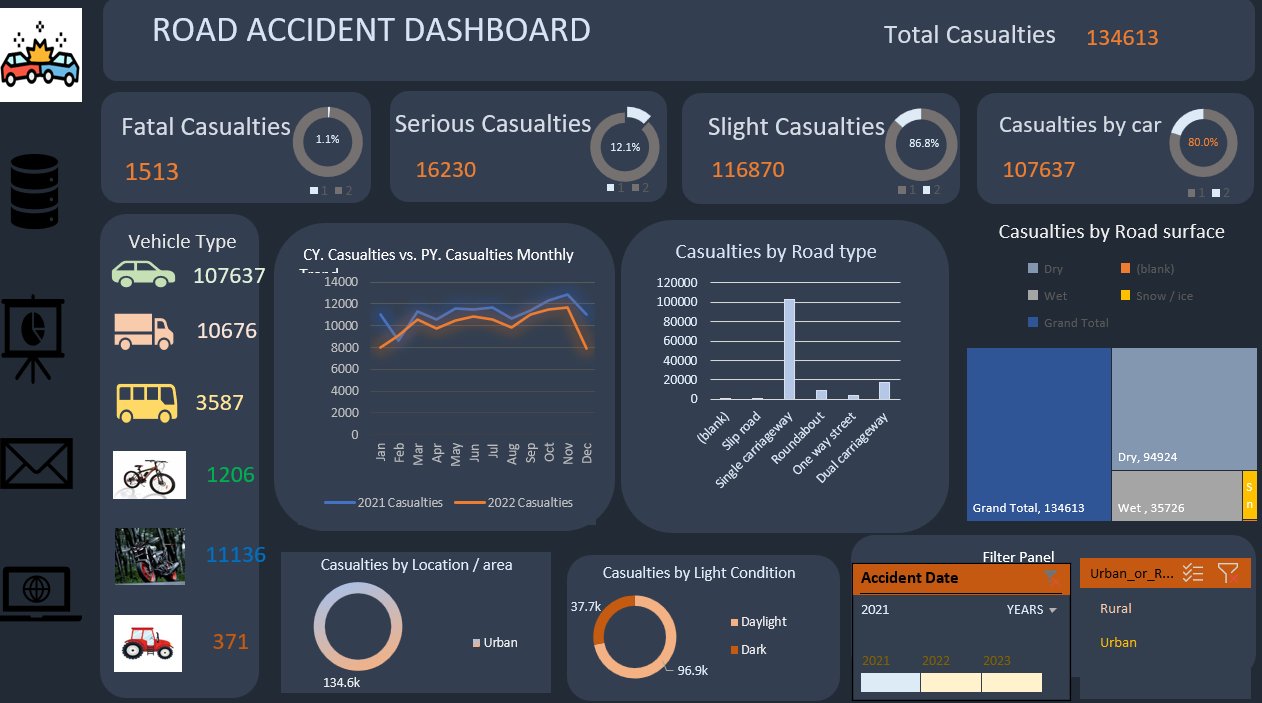 ROAD ACCIDENT DASHBOARD
Total Casualties 134613
Fatal Casualties
1513
1.1%
1 2
Serious Casualties
16230
12.1%
1 2
Slight Casualties
116870
86.8%
1 2
Casualties by car
107637
80.0%
1 2
Vehicle Type
107637
10676
3587
1206
11136
371
CY. Casualties vs. PY. Casualties Monthly
Trend
14000
12000
10000
8000
6000
4000
2000
0
Jan Feb Mar Apr May Jun Jul Aug Sep Oct Nov Dec
2021 Casualties 2022 Casualties
Casualties by Road type
120000
100000
80000
60000
40000
20000
0
(blank)
Slip road
Single carriageway
Roundabout
One way street
Dual carriageway
Casualties by Road surface
Dry (blank)
Wet Snow / ice
Grand Total
Grand Total, 134613
Dry, 94924
Wet , 35726
S
n
Casualties by Location / area
Urban
134.6k
Casualties by Light Condition
37.7k
Daylight
Dark
96.9k
Filter Panel
Accident Date
2021 YEARS
2021 2022 2023
Urban_or_R...
Rural
Urban